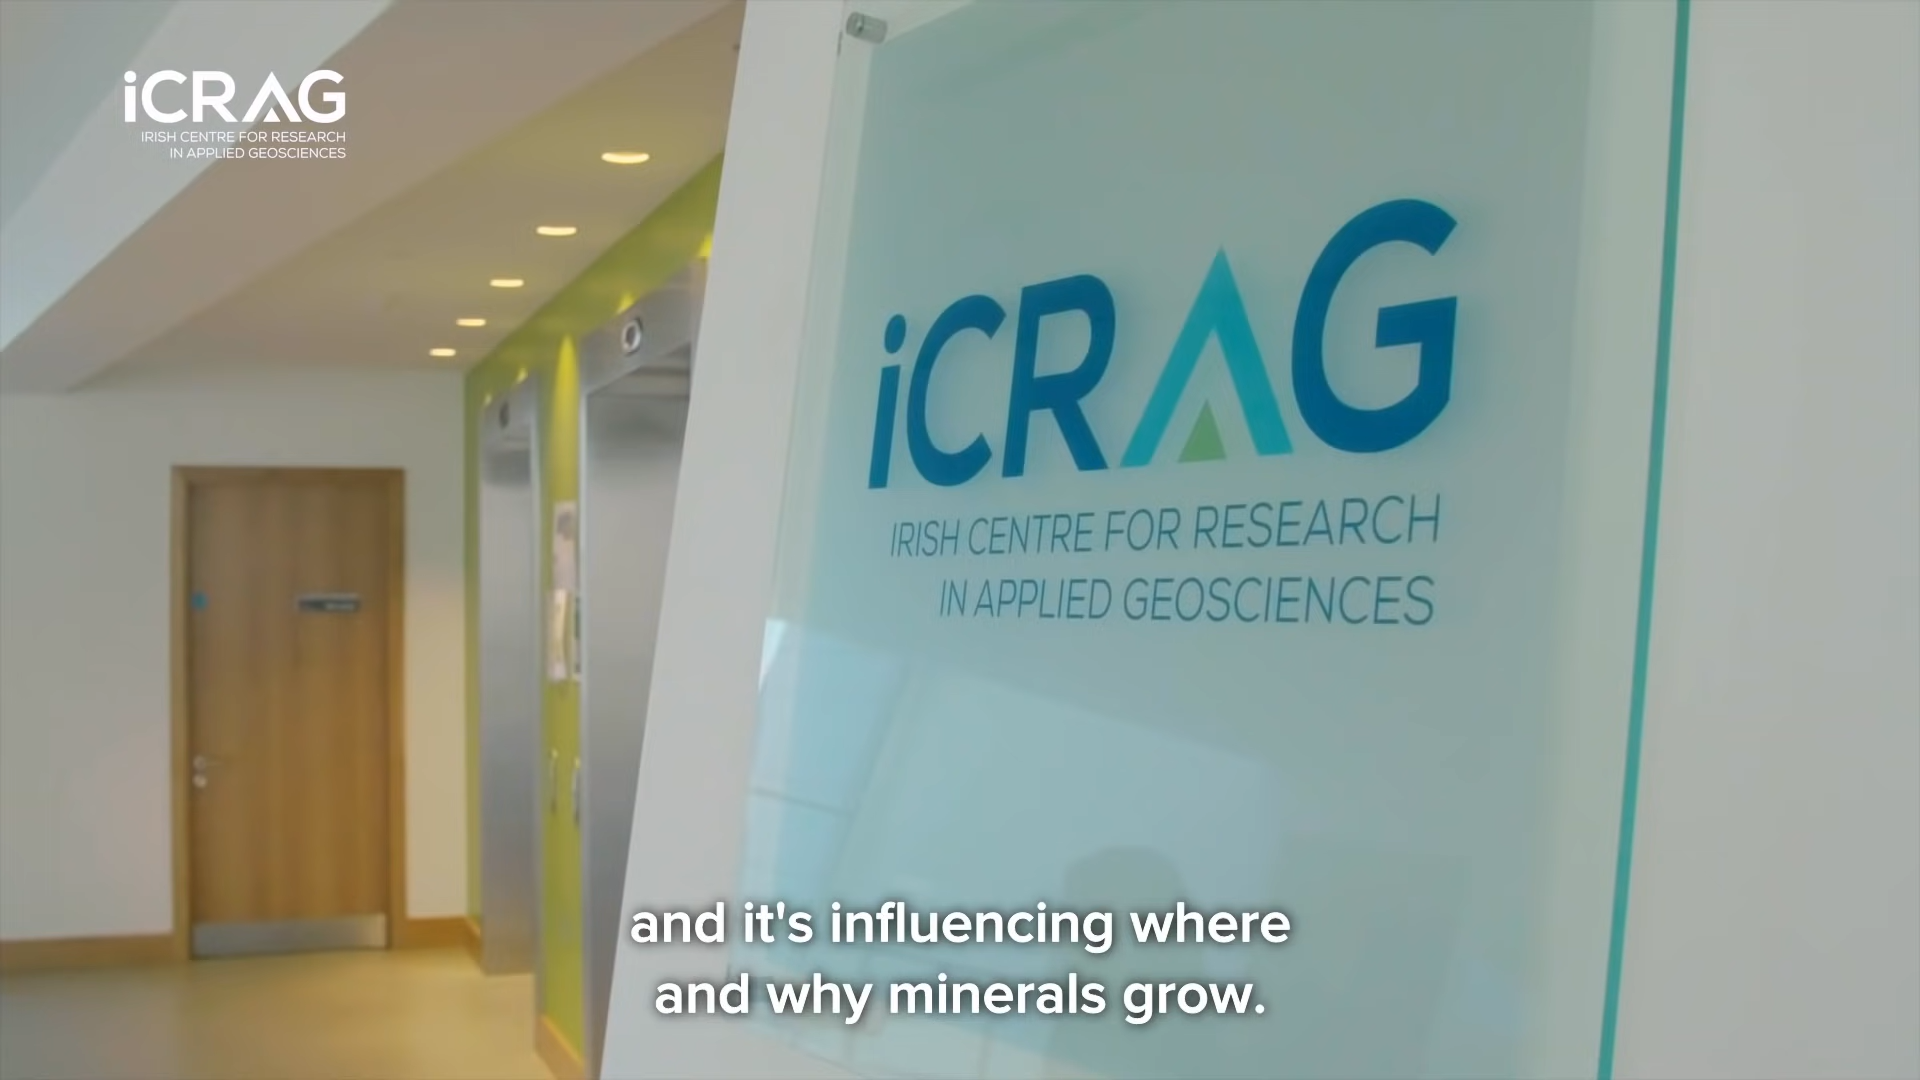 iCRAG
IRISH CENTRE FOR RESEARCH
IN APPLIED GEOSCIENCES
iCRAG
IRISH CENTRE FOR RESEARCH
IN APPLIED GEOSCIENCES
and it's influencing where
and why minerals grow.